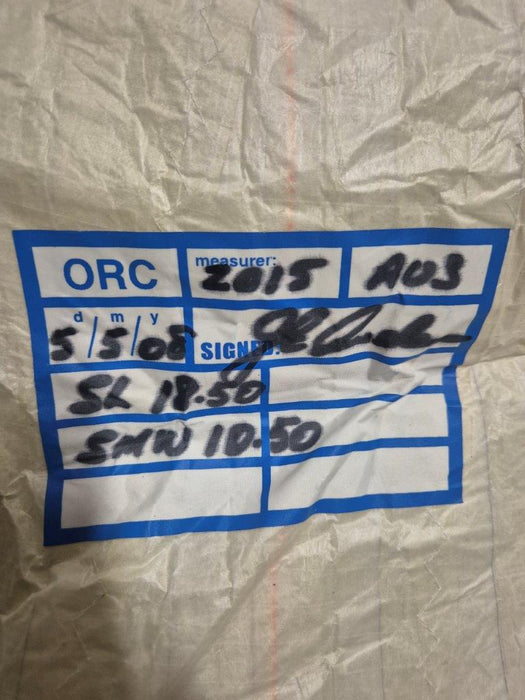 ORC measurer: 2015 AUS
d m y
5/5/08 SIGNED:
SL 18.50
SMW 10.50